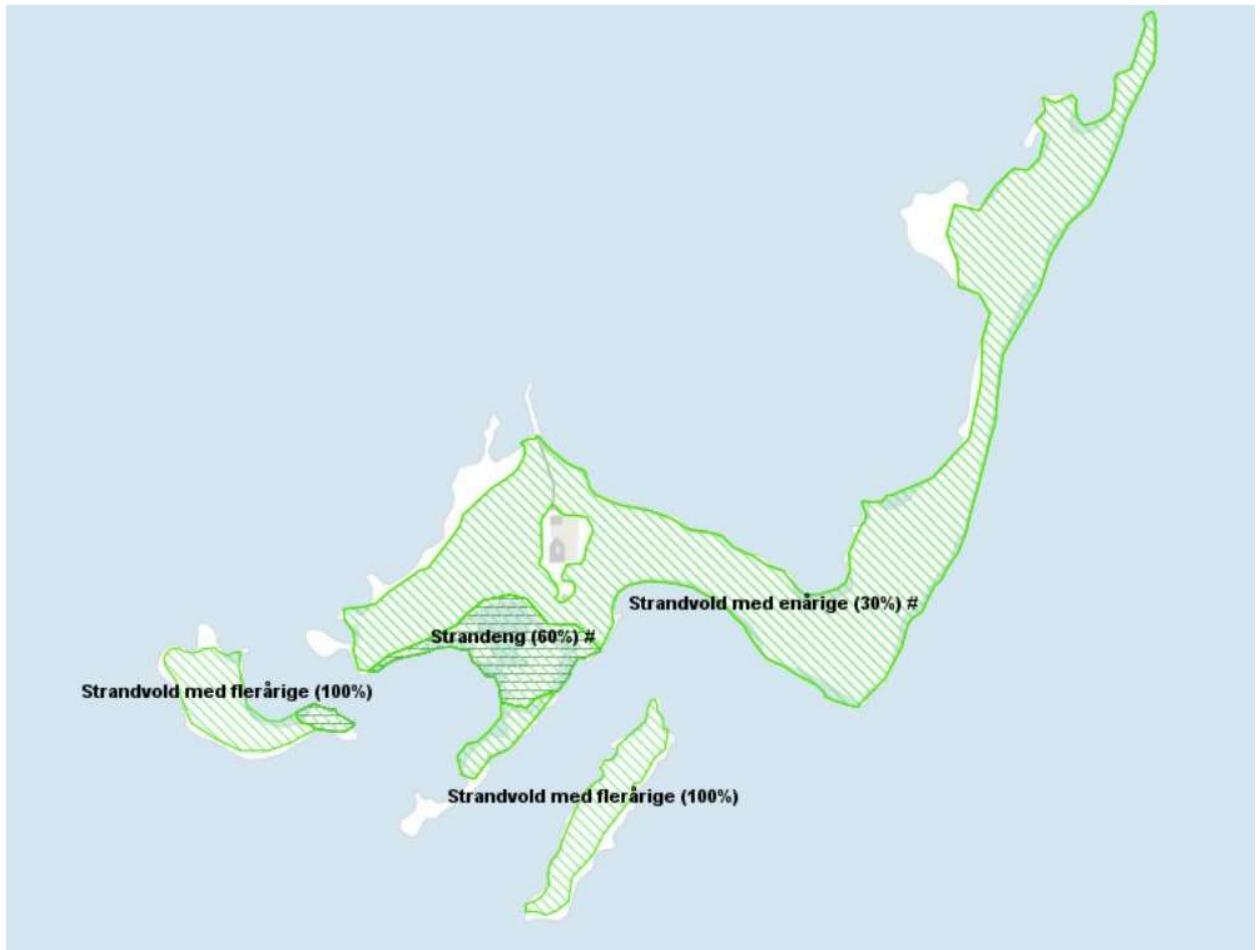 Strandvold med enårige (30%) #
Strandeng (60%) #
Strandvold med flerårige (100%)
Strandvold med flerårige (100%)